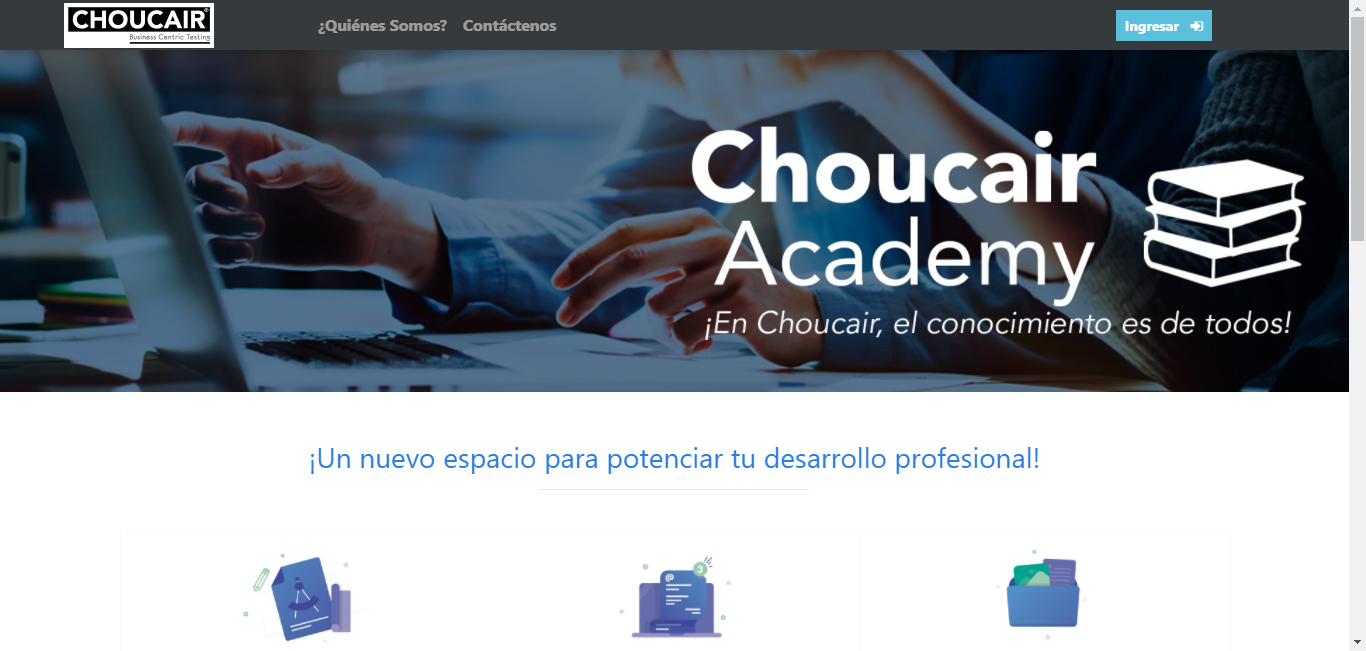 CHOUCAIR®
Business Centric Testing
¿Quiénes Somos?
Contáctenos
Ingresar
Choucair
Academy
¡En Choucair, el conocimiento es de todos!
¡Un nuevo espacio para potenciar tu desarrollo profesional!
@
3